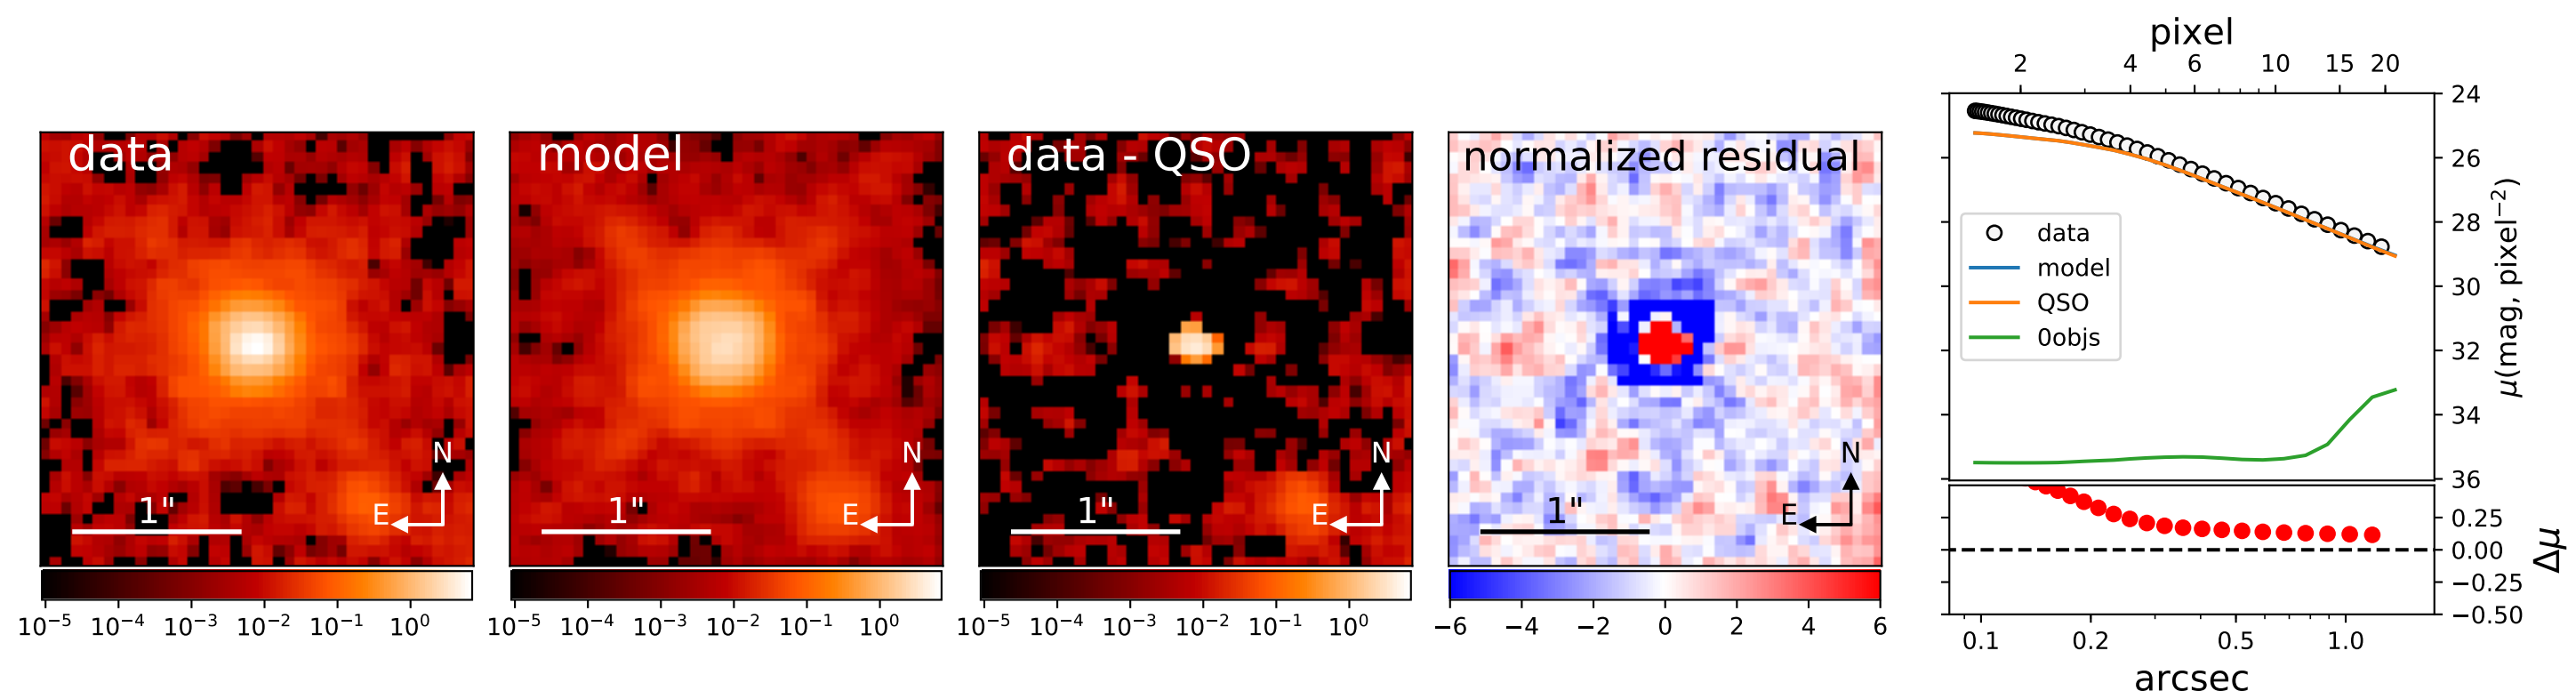 data
N
E
1"
10⁻⁵ 10⁻⁴ 10⁻³ 10⁻² 10⁻¹ 10⁰
model
N
E
1"
10⁻⁵ 10⁻⁴ 10⁻³ 10⁻² 10⁻¹ 10⁰
data - QSO
N
E
1"
10⁻⁵ 10⁻⁴ 10⁻³ 10⁻² 10⁻¹ 10⁰
normalized residual
N
E
1"
−6 −4 −2 0 2 4 6
pixel
2 4 6 10 15 20
24
26
28
30
32
34
36
μ(mag, pixel⁻²)
data
model
QSO
0objs
0.25
0.00
−0.25
−0.50
Δμ
0.1 0.2 0.5 1.0
arcsec